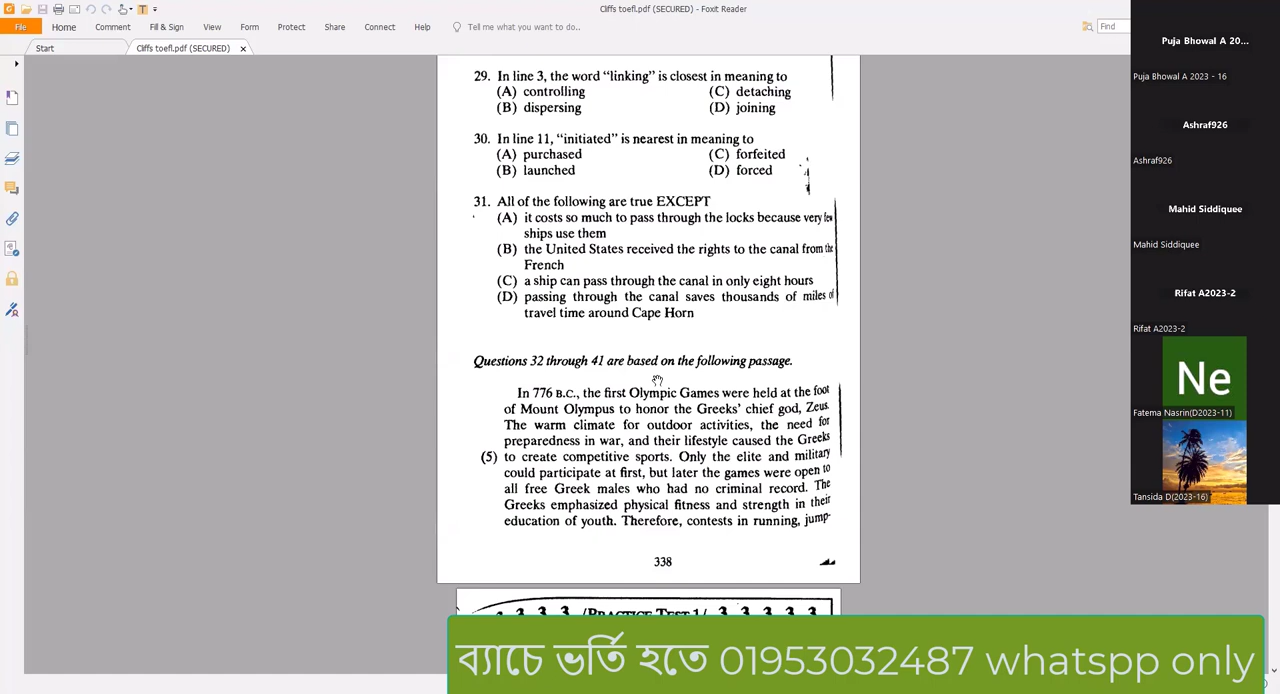 Cliffs toefl.pdf (SECURED) - Foxit Reader
File Home Comment Fill & Sign View Form Protect Share Connect Help Tell me what you want to do... Find
Start Cliffs toefl.pdf (SECURED)
29. In line 3, the word "linking" is closest in meaning to
(A) controlling (C) detaching
(B) dispersing (D) joining
30. In line 11, "initiated" is nearest in meaning to
(A) purchased (C) forfeited
(B) launched (D) forced
31. All of the following are true EXCEPT
(A) it costs so much to pass through the locks because very few
ships use them
(B) the United States received the rights to the canal from the
French
(C) a ship can pass through the canal in only eight hours
(D) passing through the canal saves thousands of miles of
travel time around Cape Horn
Questions 32 through 41 are based on the following passage.
In 776 B.C., the first Olympic Games were held at the foot
of Mount Olympus to honor the Greeks' chief god, Zeus.
The warm climate for outdoor activities, the need for
preparedness in war, and their lifestyle caused the Greeks
(5) to create competitive sports. Only the elite and military
could participate at first, but later the games were open to
all free Greek males who had no criminal record. The
Greeks emphasized physical fitness and strength in their
education of youth. Therefore, contests in running, jump-
338
3 3 3 /PRACTICE TEST 1/ 3 3 3 3 3
Puja Bhowal A 20...
Puja Bhowal A 2023 - 16
Ashraf926
Ashraf926
Mahid Siddiquee
Mahid Siddiquee
Rifat A2023-2
Rifat A2023-2
Ne
Fatema Nasrin(D2023-11)
Tansida D(2023-16)
ব্যাচে ভর্তি হতে 01953032487 whatspp only